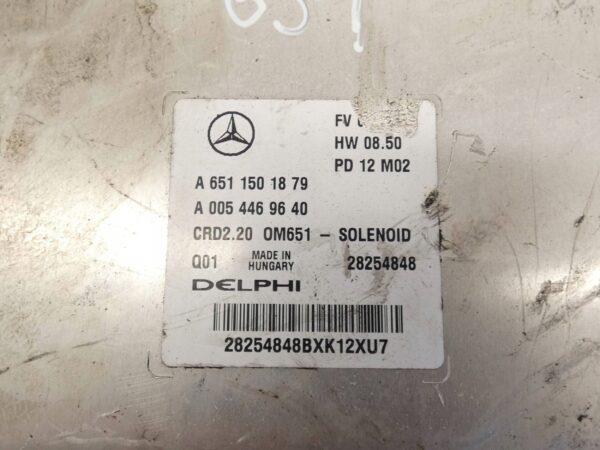 651
FV
HW 08.50
PD 12 M02
A 651 150 18 79
A 005 446 96 40
CRD2.20 OM651 - SOLENOID
Q01 MADE IN HUNGARY 28254848
DELPHI
28254848BXK12XU7